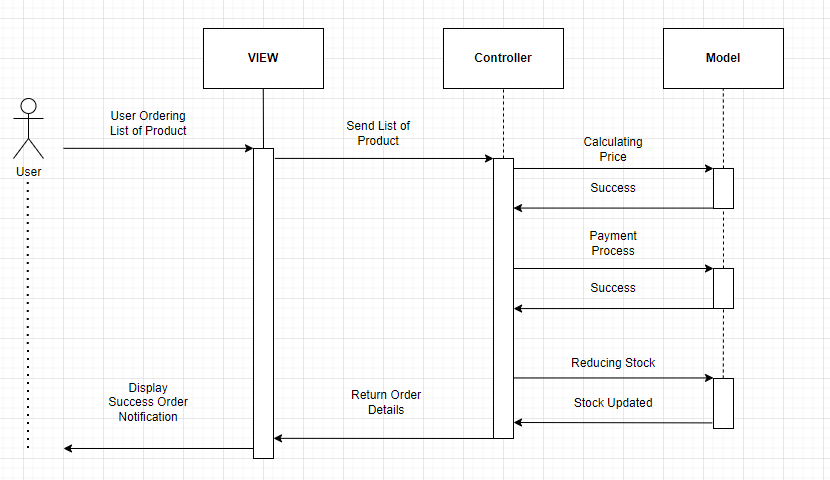 VIEW
Controller
Model
User Ordering
List of Product
Send List of
Product
Calculating
Price
User
Success
Payment
Process
Success
Reducing Stock
Display
Success Order
Notification
Return Order
Details
Stock Updated